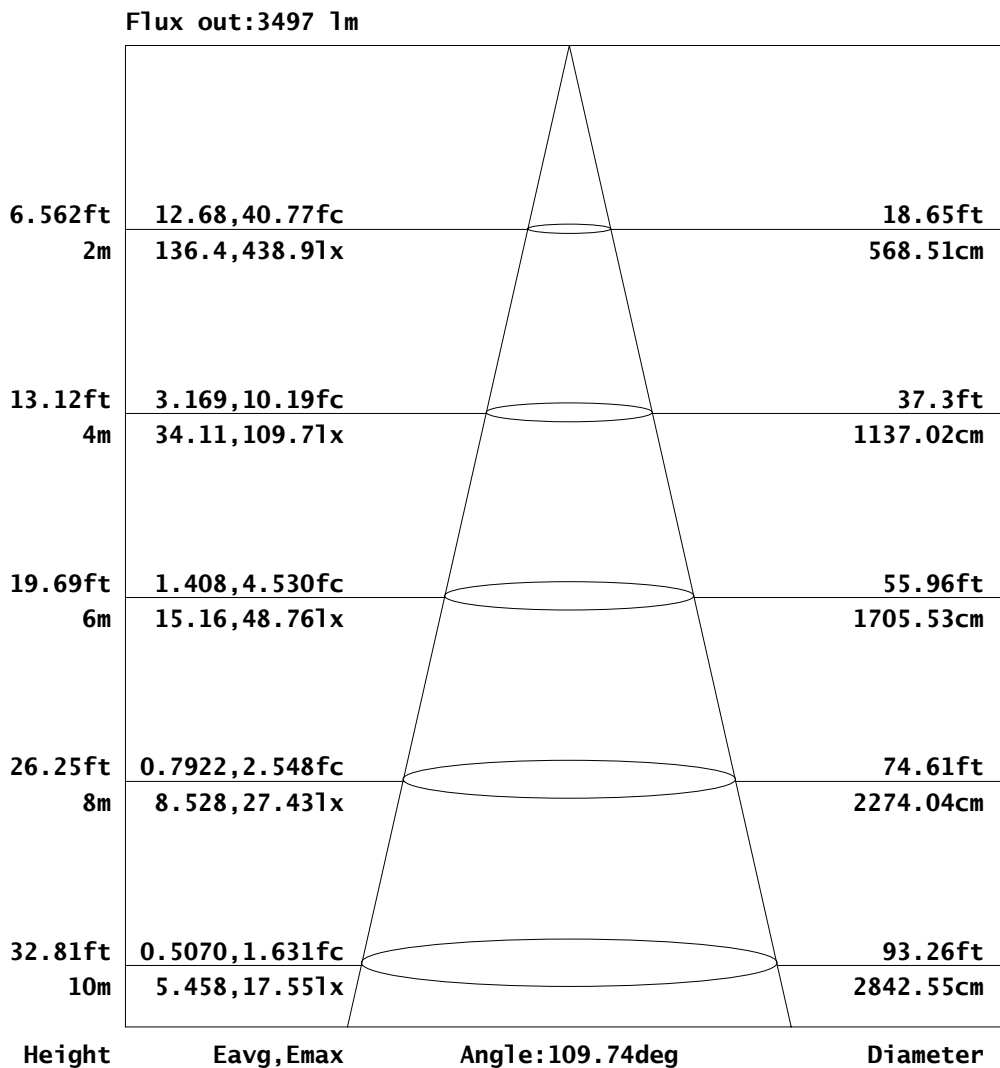 Flux out:3497 lm
6.562ft 12.68,40.77fc 18.65ft
2m 136.4,438.9lx 568.51cm
13.12ft 3.169,10.19fc 37.3ft
4m 34.11,109.7lx 1137.02cm
19.69ft 1.408,4.530fc 55.96ft
6m 15.16,48.76lx 1705.53cm
26.25ft 0.7922,2.548fc 74.61ft
8m 8.528,27.43lx 2274.04cm
32.81ft 0.5070,1.631fc 93.26ft
10m 5.458,17.55lx 2842.55cm
Height Eavg,Emax Angle:109.74deg Diameter